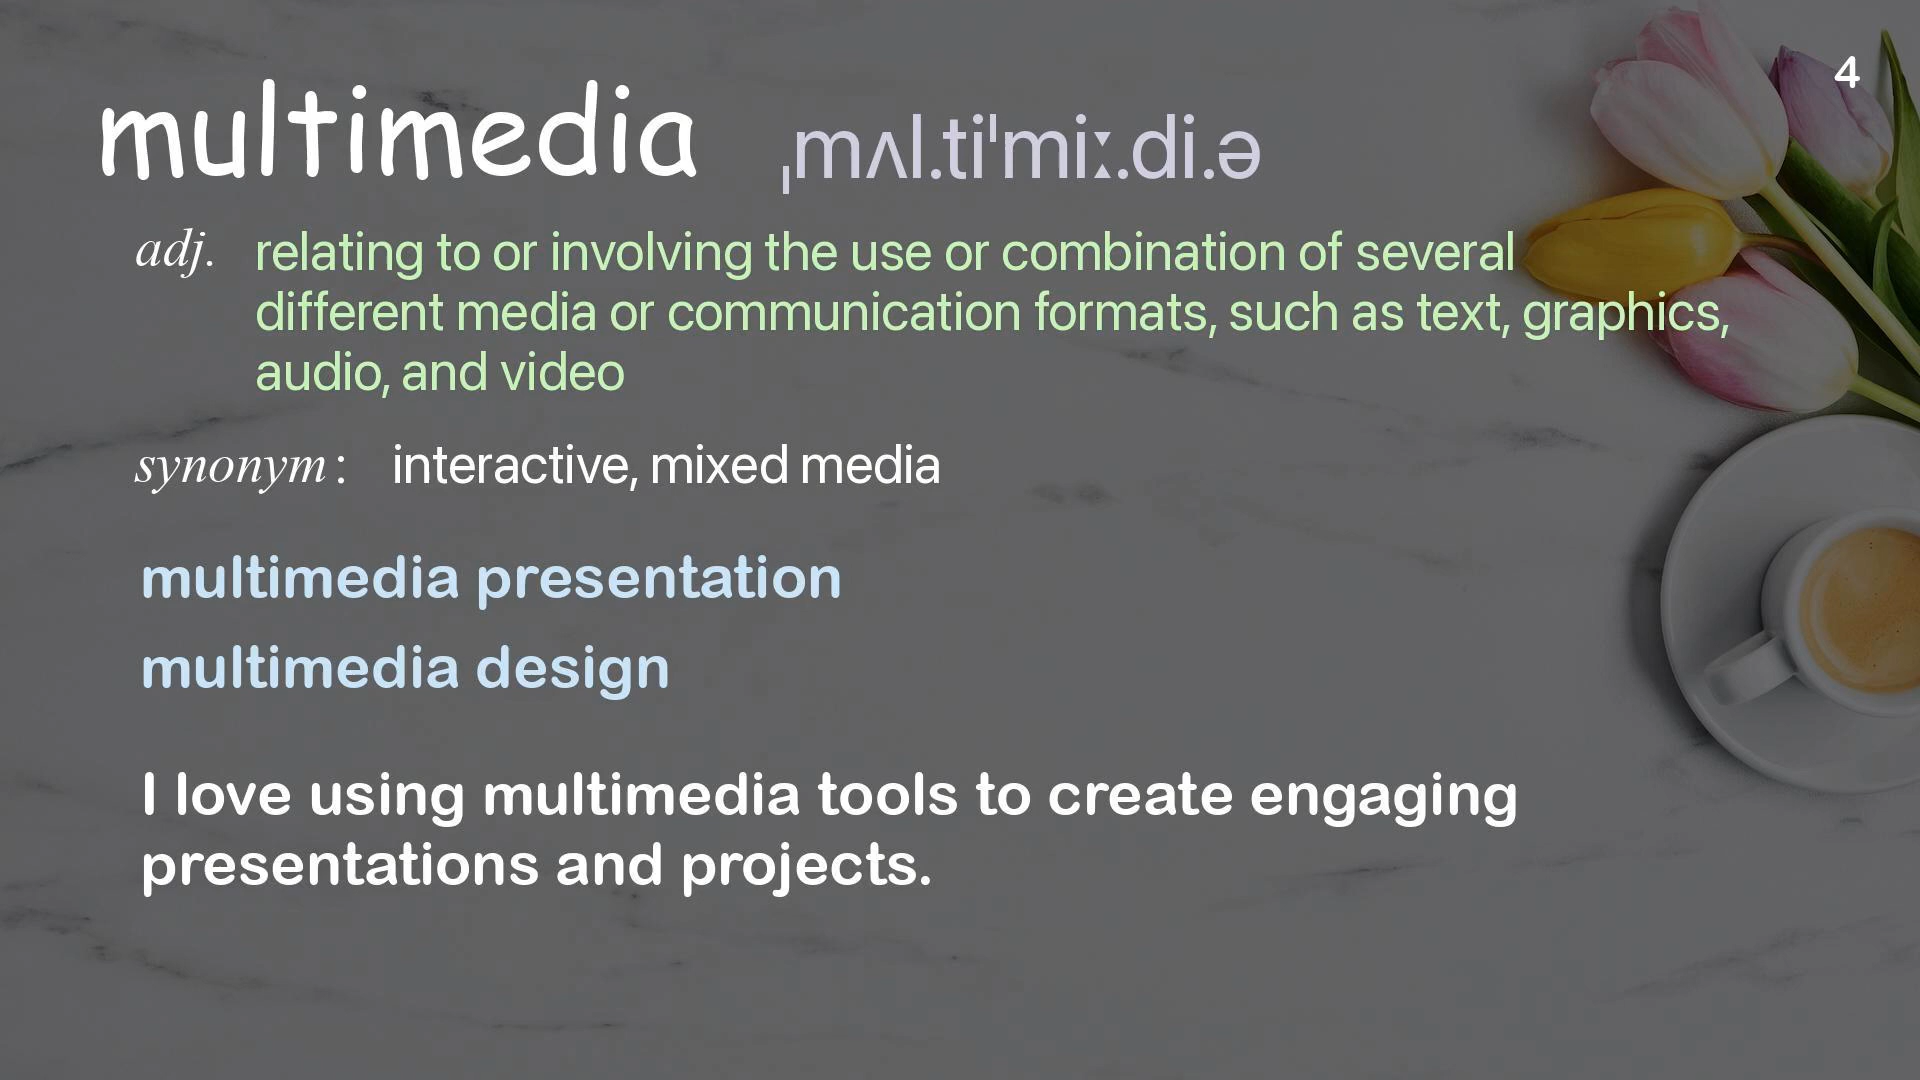 4
multimedia ˌmʌl.tiˈmiː.di.ə
adj. relating to or involving the use or combination of several
different media or communication formats, such as text, graphics,
audio, and video
synonym: interactive, mixed media
multimedia presentation
multimedia design
I love using multimedia tools to create engaging
presentations and projects.